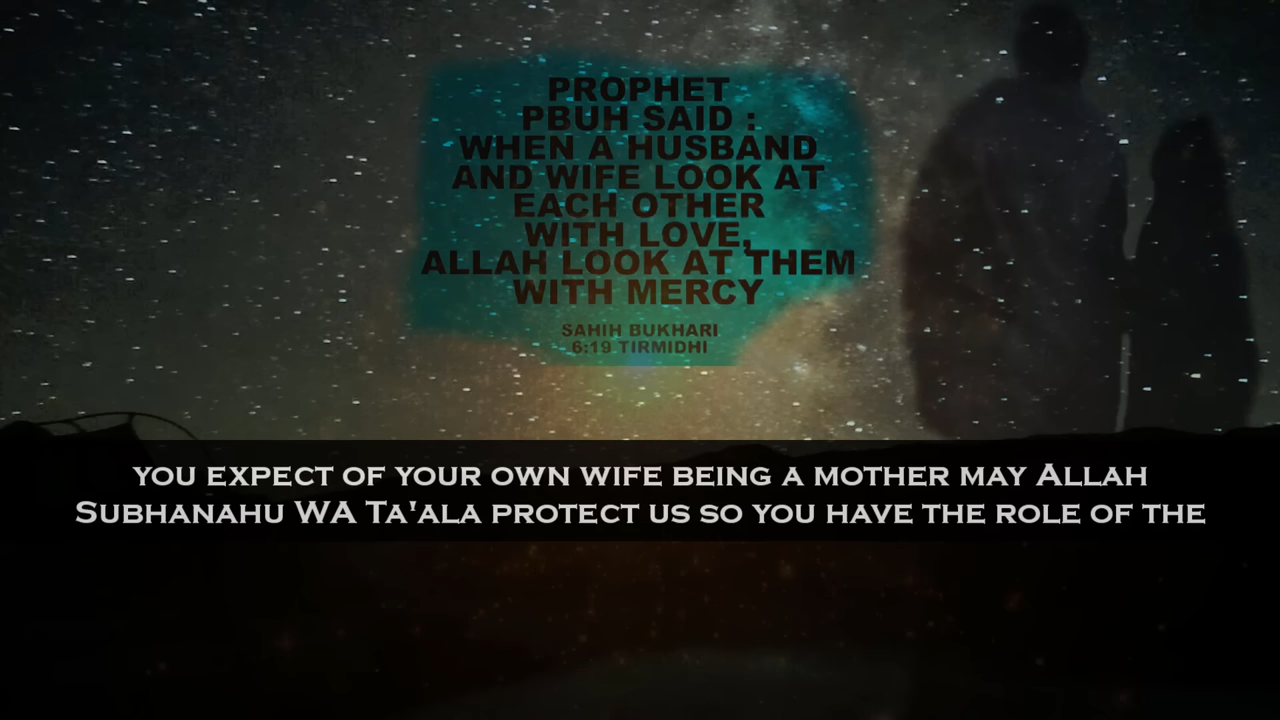 PROPHET
PBUH SAID :
WHEN A HUSBAND
AND WIFE LOOK AT
EACH OTHER
WITH LOVE,
ALLAH LOOK AT THEM
WITH MERCY
SAHIH BUKHARI
6:19 TIRMIDHI
YOU EXPECT OF YOUR OWN WIFE BEING A MOTHER MAY ALLAH
SUBHANAHU WA TA'ALA PROTECT US SO YOU HAVE THE ROLE OF THE